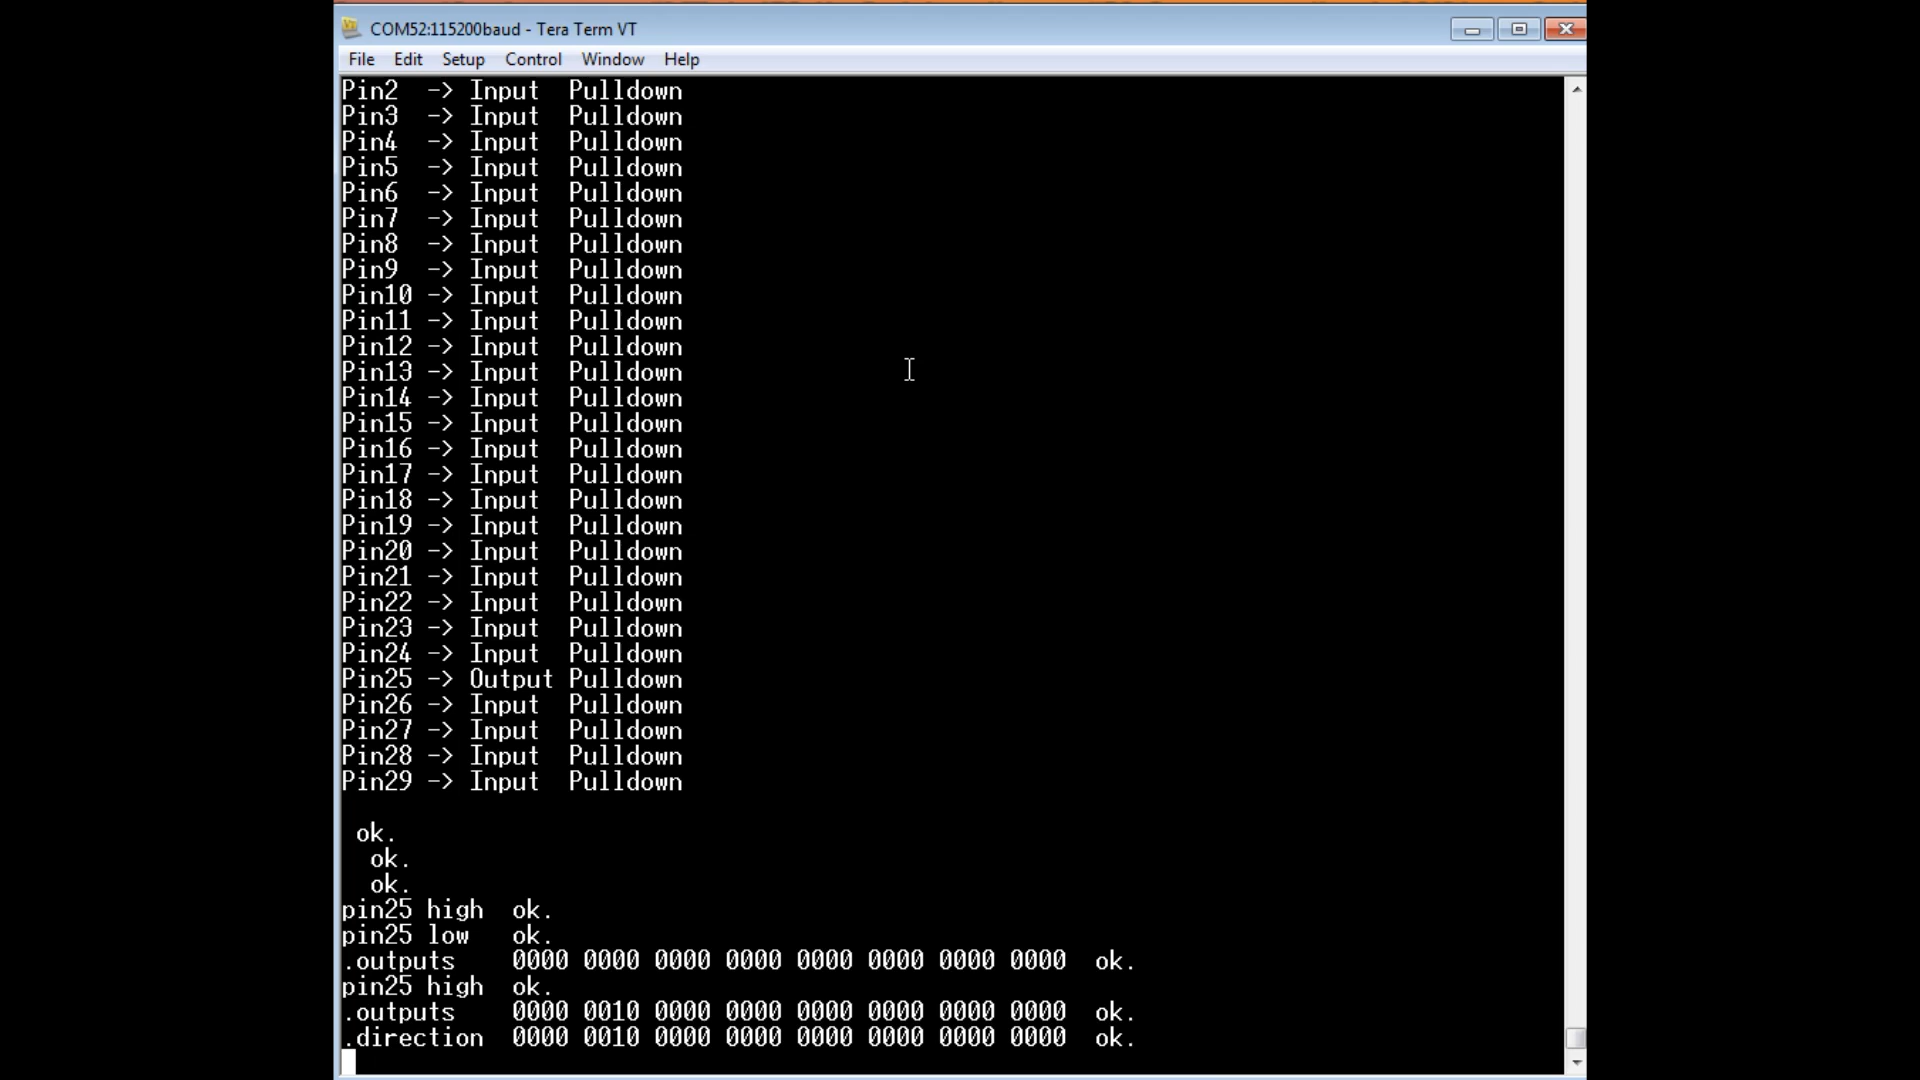 COM52:115200baud - Tera Term VT
File Edit Setup Control Window Help
Pin2 -> Input Pulldown
Pin3 -> Input Pulldown
Pin4 -> Input Pulldown
Pin5 -> Input Pulldown
Pin6 -> Input Pulldown
Pin7 -> Input Pulldown
Pin8 -> Input Pulldown
Pin9 -> Input Pulldown
Pin10 -> Input Pulldown
Pin11 -> Input Pulldown
Pin12 -> Input Pulldown
Pin13 -> Input Pulldown
Pin14 -> Input Pulldown
Pin15 -> Input Pulldown
Pin16 -> Input Pulldown
Pin17 -> Input Pulldown
Pin18 -> Input Pulldown
Pin19 -> Input Pulldown
Pin20 -> Input Pulldown
Pin21 -> Input Pulldown
Pin22 -> Input Pulldown
Pin23 -> Input Pulldown
Pin24 -> Input Pulldown
Pin25 -> Output Pulldown
Pin26 -> Input Pulldown
Pin27 -> Input Pulldown
Pin28 -> Input Pulldown
Pin29 -> Input Pulldown
ok.
ok.
ok.
pin25 high ok.
pin25 low ok.
.outputs 0000 0000 0000 0000 0000 0000 0000 0000 ok.
pin25 high ok.
.outputs 0000 0010 0000 0000 0000 0000 0000 0000 ok.
.direction 0000 0010 0000 0000 0000 0000 0000 0000 ok.